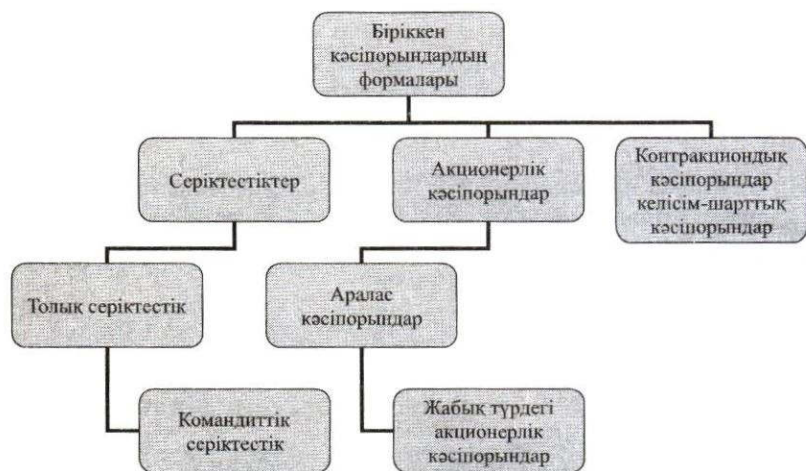 Біріккен
кәсіпорындардың
формалары
Серіктестіктер
Акционерлік
кәсіпорындар
Контракциондық
кәсіпорындар
келісім-шарттық
кәсіпорындар
Толық серіктестік
Аралас
кәсіпорындар
Командиттік
серіктестік
Жабық түрдегі
акционерлік
кәсіпорындар